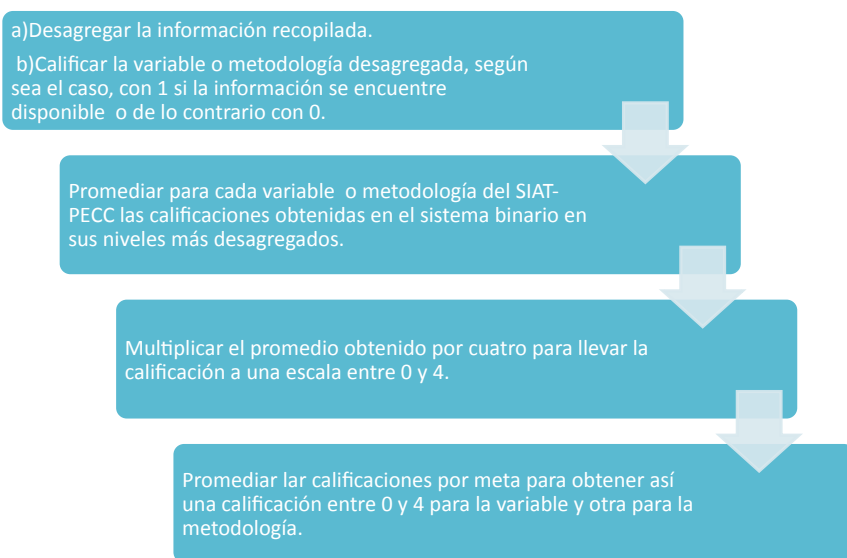 a)Desagregar la información recopilada.
b)Calificar la variable o metodología desagregada, según
sea el caso, con 1 si la información se encuentre
disponible o de lo contrario con 0.
Promediar para cada variable o metodología del SIAT-
PECC las calificaciones obtenidas en el sistema binario en
sus niveles más desagregados.
Multiplicar el promedio obtenido por cuatro para llevar la
calificación a una escala entre 0 y 4.
Promediar lar calificaciones por meta para obtener así
una calificación entre 0 y 4 para la variable y otra para la
metodología.